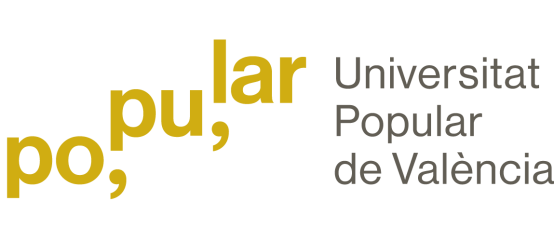 po,pu,lar
Universitat
Popular
de València